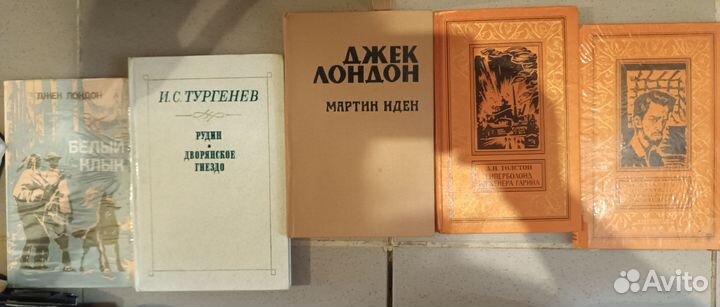 ДЖЕК ЛОНДОН
БЕЛЫЙ
КЛЫК
И.С. ТУРГЕНЕВ
РУДИН
ДВОРЯНСКОЕ
ГНЕЗДО
ДЖЕК
ЛОНДОН
МАРТИН ИДЕН
А.Н. ТОЛСТОЙ
ГИПЕРБОЛОИД
ИНЖЕНЕРА ГАРИНА
Avito